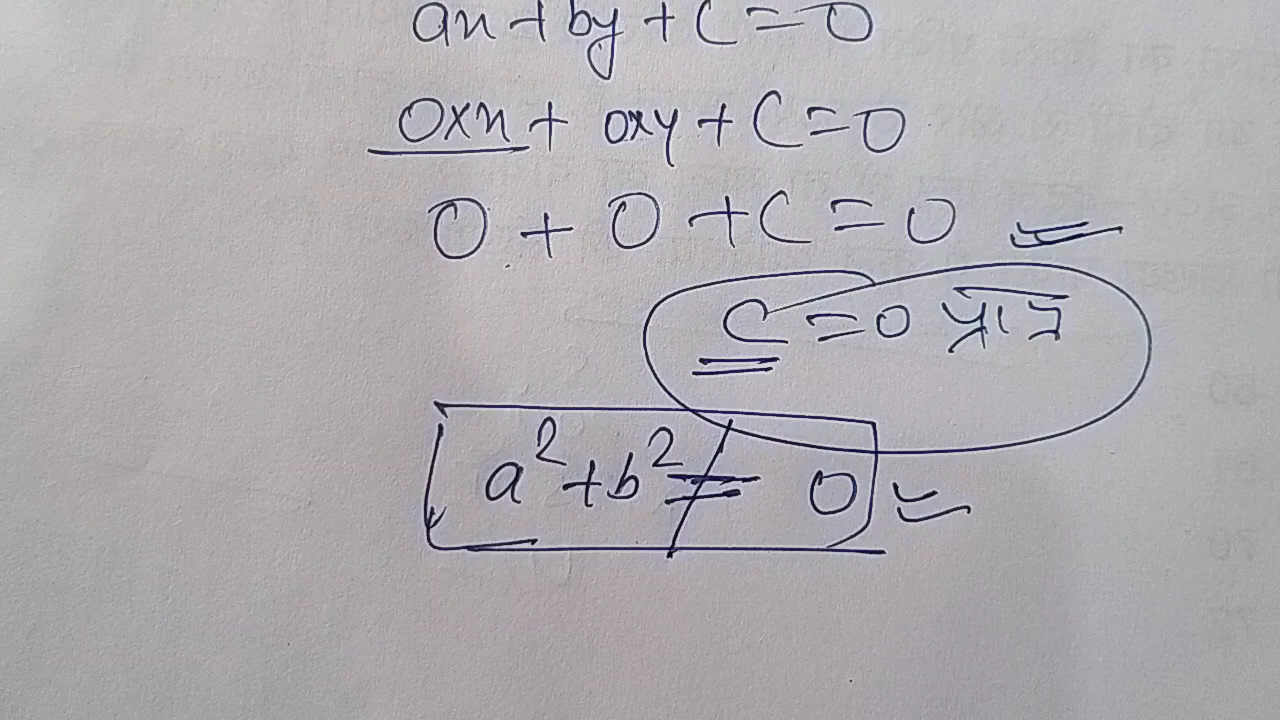 ax+by+c=0
0xx+ 0xy+C=0
0 + 0 +C=0
C=0 प्राप्त
a²+b² ≠ 0